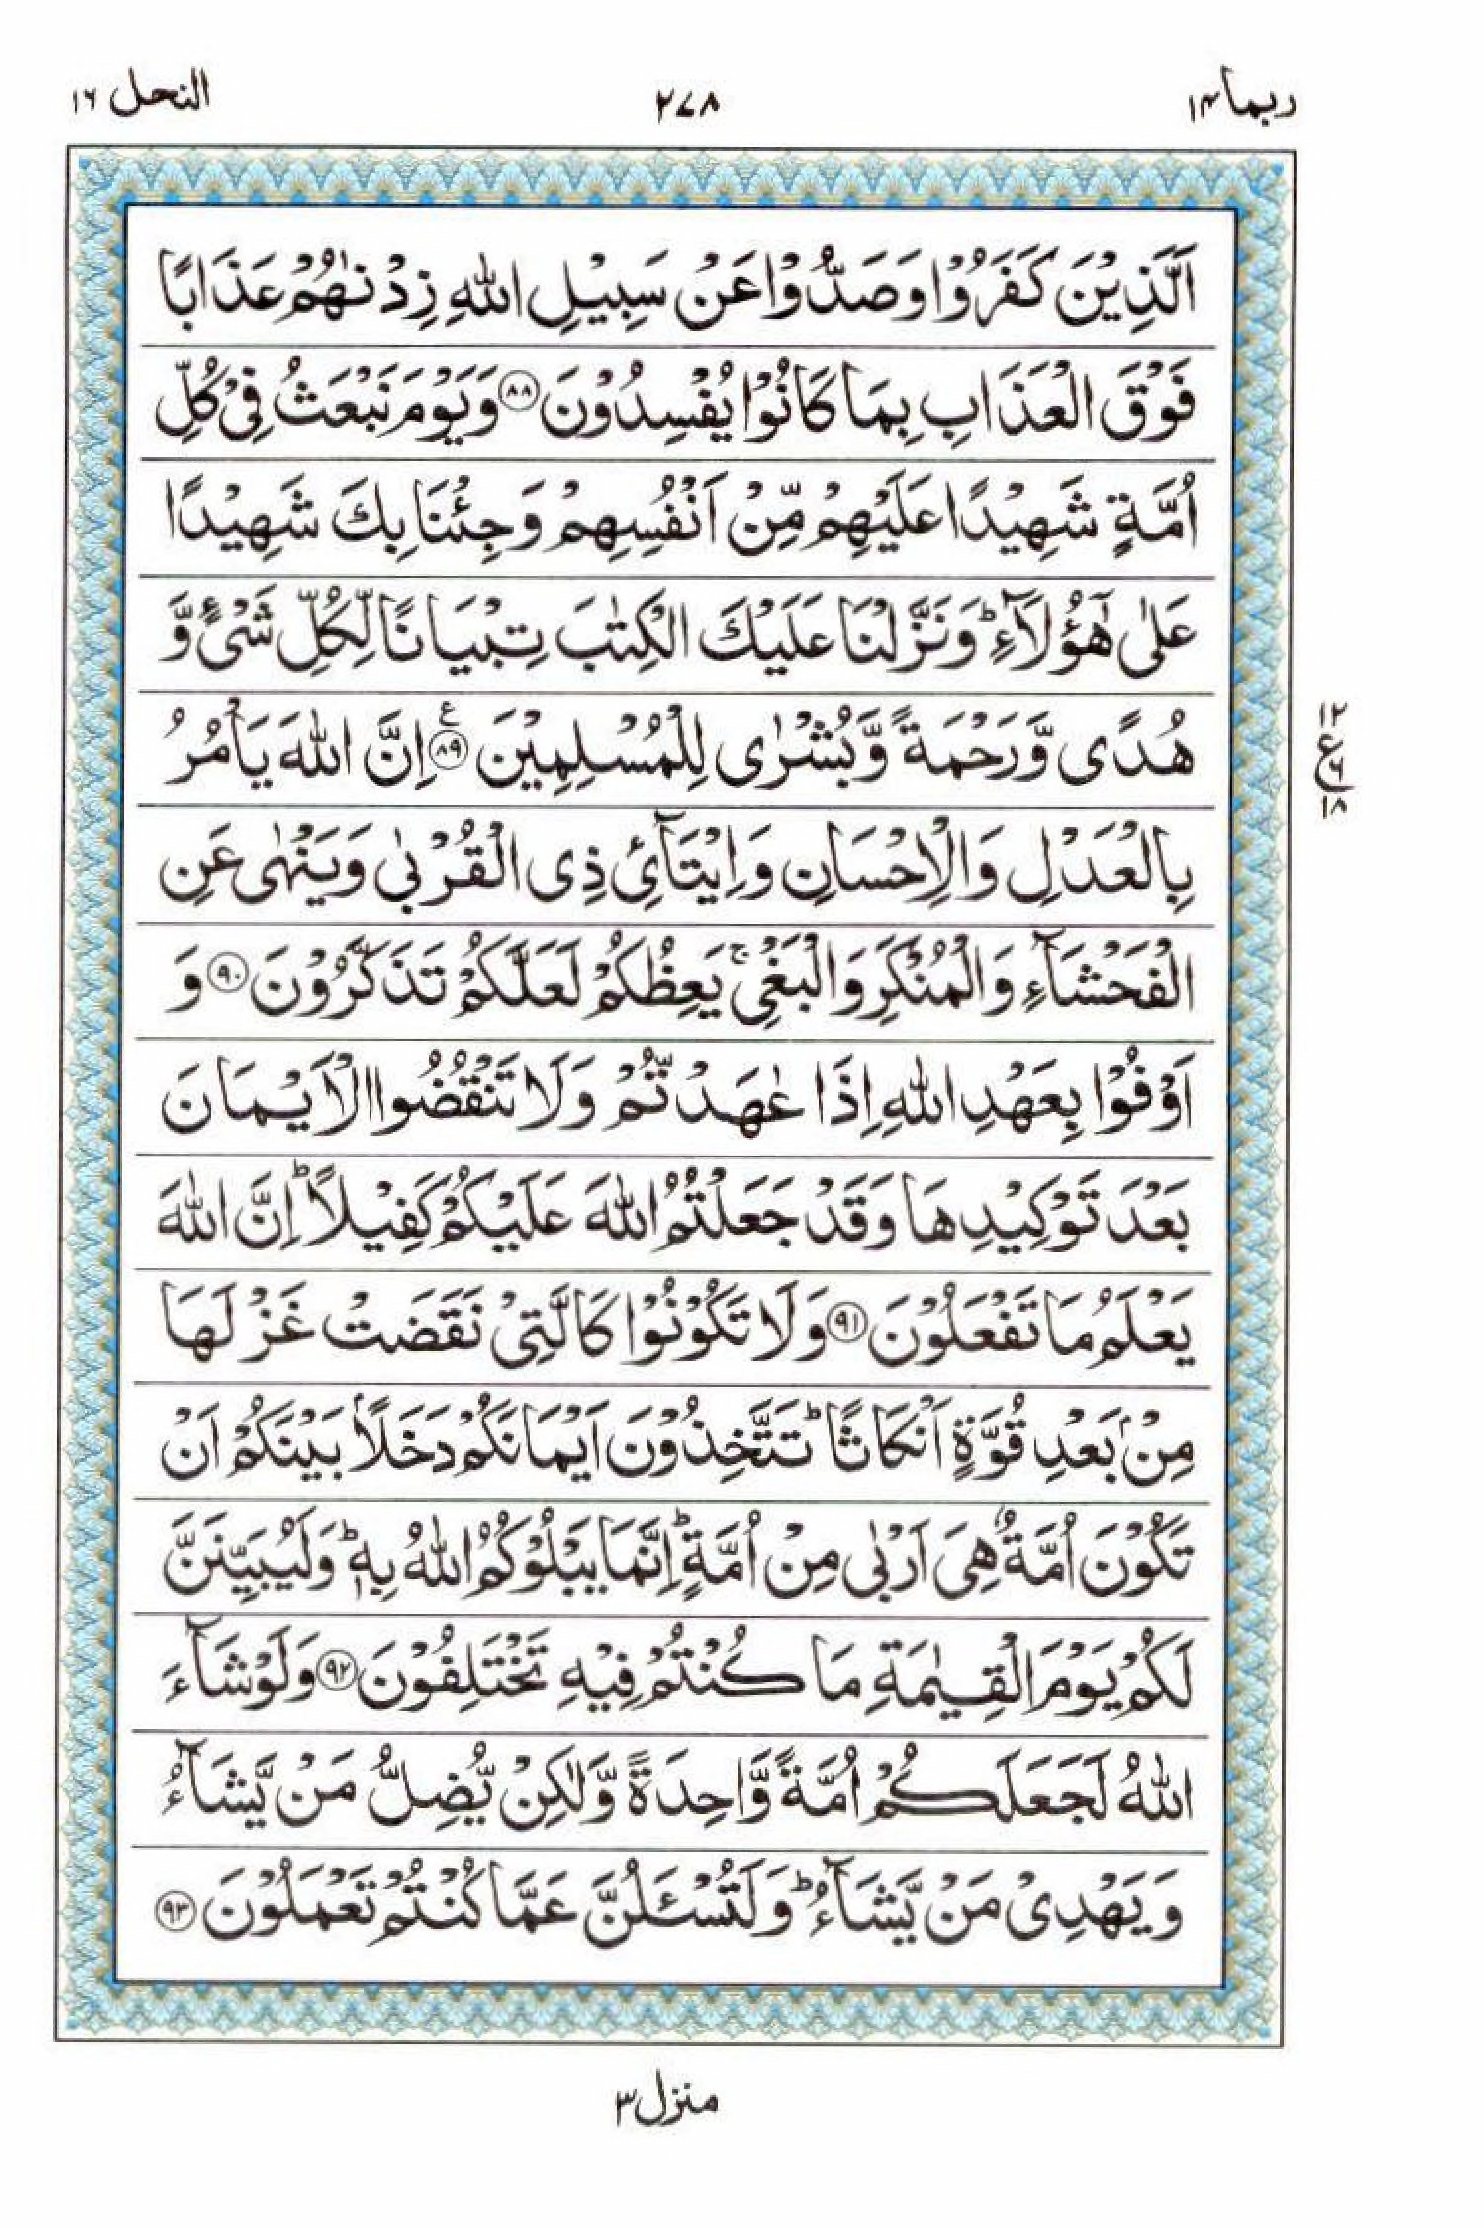 ربما ١٤
٢٧٨
النحل ١٦
اَلَّذِيْنَ كَفَرُوْا وَصَدُّوْا عَنْ سَبِيْلِ اللّٰهِ زِدْنٰهُمْ عَذَابًا
فَوْقَ الْعَذَابِ بِمَا كَانُوْا يُفْسِدُوْنَ ﴿٨٨﴾ وَيَوْمَ نَبْعَثُ فِيْ كُلِّ
اُمَّةٍ شَهِيْدًا عَلَيْهِمْ مِّنْ اَنْفُسِهِمْ وَجِئْنَا بِكَ شَهِيْدًا
عَلٰى هٰٓؤُلَآءِ ؕ وَنَزَّلْنَا عَلَيْكَ الْكِتٰبَ تِبْيَانًا لِّكُلِّ شَيْءٍ وَّ
هُدًى وَّرَحْمَةً وَّبُشْرٰى لِلْمُسْلِمِيْنَ ﴿٨٩﴾ ع اِنَّ اللّٰهَ يَاْمُرُ
بِالْعَدْلِ وَالْاِحْسَانِ وَاِيْتَآئِ ذِى الْقُرْبٰى وَيَنْهٰى عَنِ
الْفَحْشَآءِ وَالْمُنْكَرِ وَالْبَغْيِ ۚ يَعِظُكُمْ لَعَلَّكُمْ تَذَكَّرُوْنَ ﴿٩٠﴾ وَ
اَوْفُوْا بِعَهْدِ اللّٰهِ اِذَا عٰهَدْتُّمْ وَلَا تَنْقُضُوا الْاَيْمَانَ
بَعْدَ تَوْكِيْدِهَا وَقَدْ جَعَلْتُمُ اللّٰهَ عَلَيْكُمْ كَفِيْلًا ؕ اِنَّ اللّٰهَ
يَعْلَمُ مَا تَفْعَلُوْنَ ﴿٩١﴾ وَلَا تَكُوْنُوْا كَالَّتِيْ نَقَضَتْ غَزْلَهَا
مِنْۢ بَعْدِ قُوَّةٍ اَنْكَاثًا ؕ تَتَّخِذُوْنَ اَيْمَانَكُمْ دَخَلًاۢ بَيْنَكُمْ اَنْ
تَكُوْنَ اُمَّةٌ هِيَ اَرْبٰى مِنْ اُمَّةٍ ؕ اِنَّمَا يَبْلُوْكُمُ اللّٰهُ بِهٖ ؕ وَلَيُبَيِّنَنَّ
لَكُمْ يَوْمَ الْقِيٰمَةِ مَا كُنْتُمْ فِيْهِ تَخْتَلِفُوْنَ ﴿٩٢﴾ وَلَوْ شَآءَ
اللّٰهُ لَجَعَلَكُمْ اُمَّةً وَّاحِدَةً وَّلٰكِنْ يُّضِلُّ مَنْ يَّشَآءُ
وَيَهْدِيْ مَنْ يَّشَآءُ ؕ وَلَتُسْـَٔلُنَّ عَمَّا كُنْتُمْ تَعْمَلُوْنَ ﴿٩٣﴾
١٢
ع ٦
١٨
منزل ٣